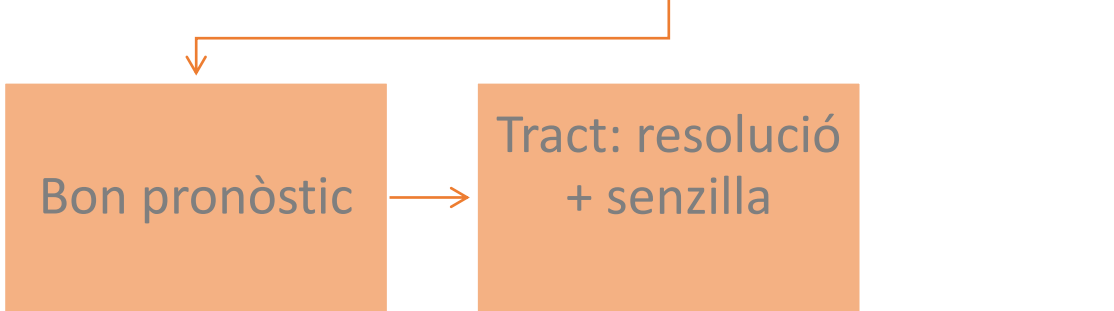 Bon pronòstic
Tract: resolució
+ senzilla